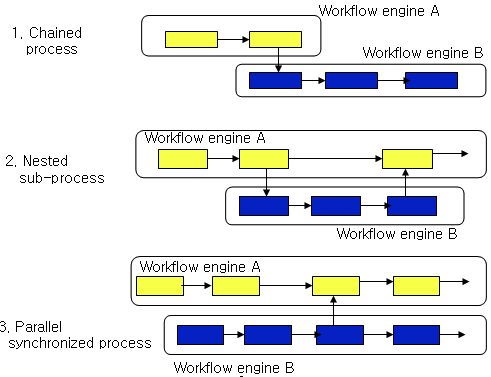 Workflow engine A
1, Chained
process
Workflow engine B
Workflow engine A
2, Nested
sub-process
Workflow engine B
Workflow engine A
3, Parallel
synchronized process
Workflow engine B